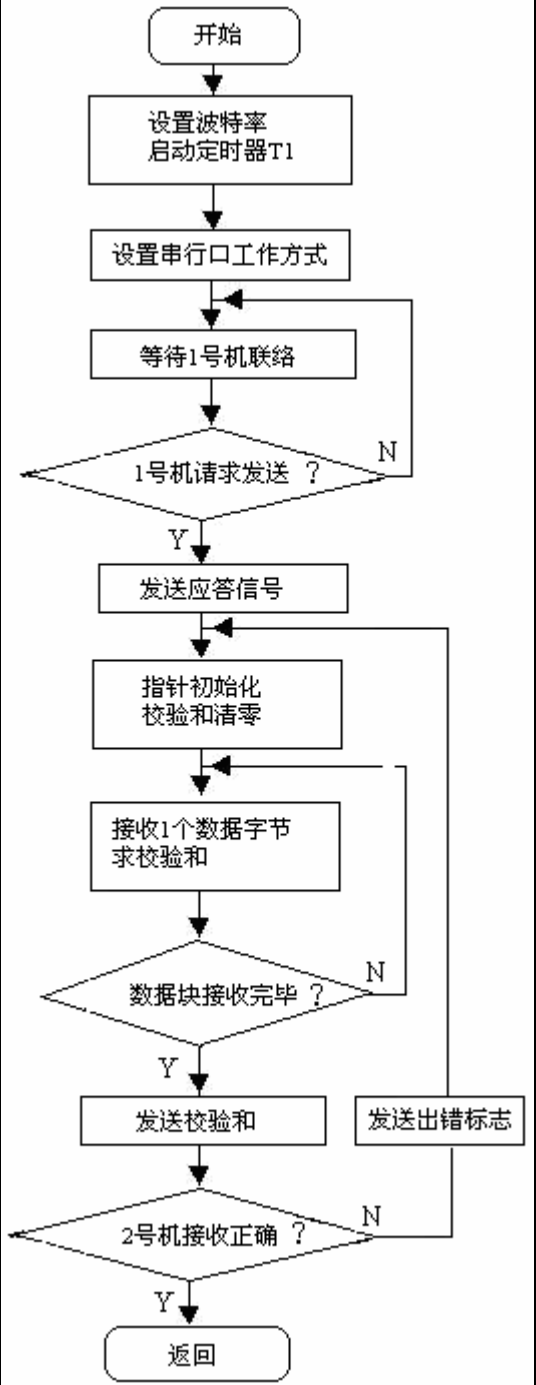 开始
设置波特率
启动定时器T1
设置串行口工作方式
等待1号机联络
1号机请求发送 ?
N
Y
发送应答信号
指针初始化
校验和清零
接收1个数据字节
求校验和
数据块接收完毕 ?
N
Y
发送校验和
发送出错标志
2号机接收正确 ?
N
Y
返回